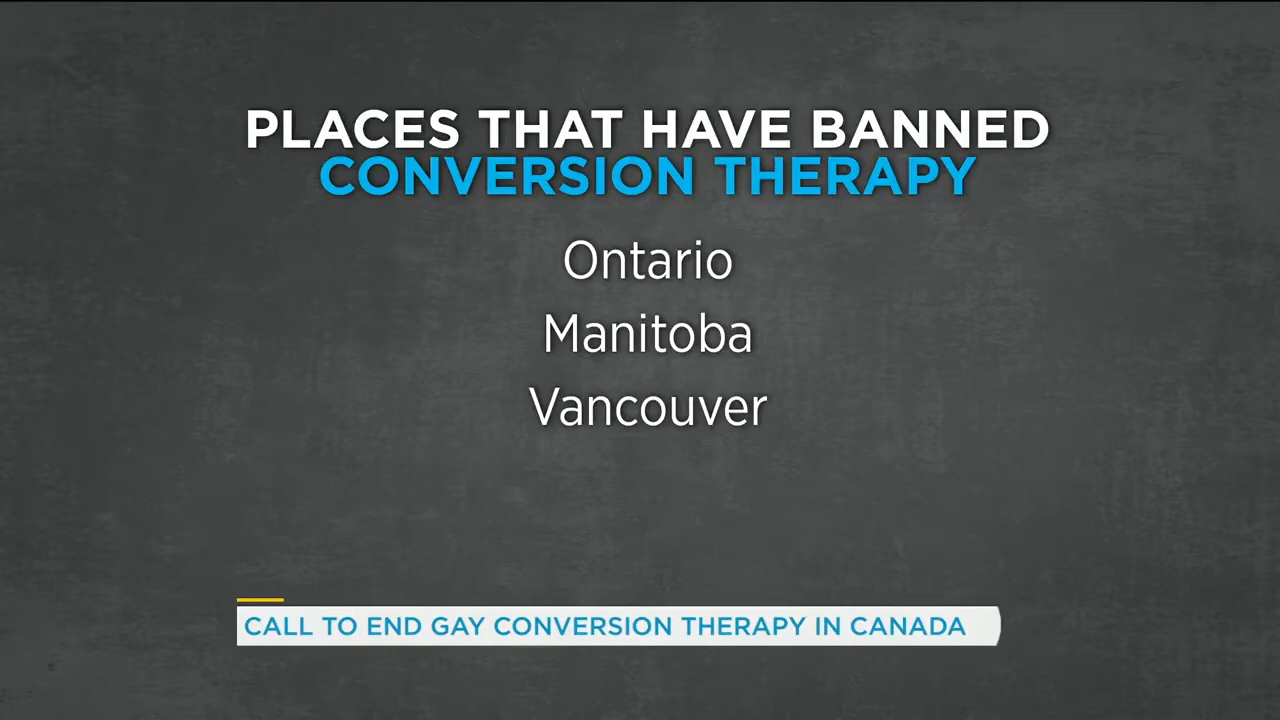 PLACES THAT HAVE BANNED
CONVERSION THERAPY
Ontario
Manitoba
Vancouver
CALL TO END GAY CONVERSION THERAPY IN CANADA